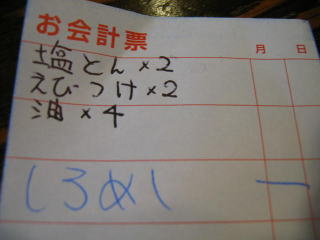 お会計票
月 日
塩とん×2
えびつけ×2
油×4
しろめし 一